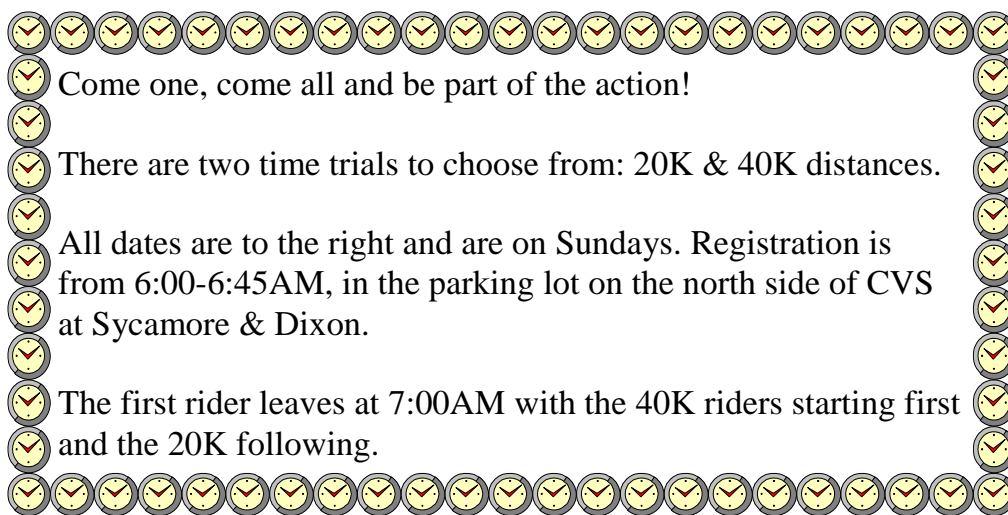 Come one, come all and be part of the action!
There are two time trials to choose from: 20K & 40K distances.
All dates are to the right and are on Sundays. Registration is
from 6:00-6:45AM, in the parking lot on the north side of CVS
at Sycamore & Dixon.
The first rider leaves at 7:00AM with the 40K riders starting first
and the 20K following.